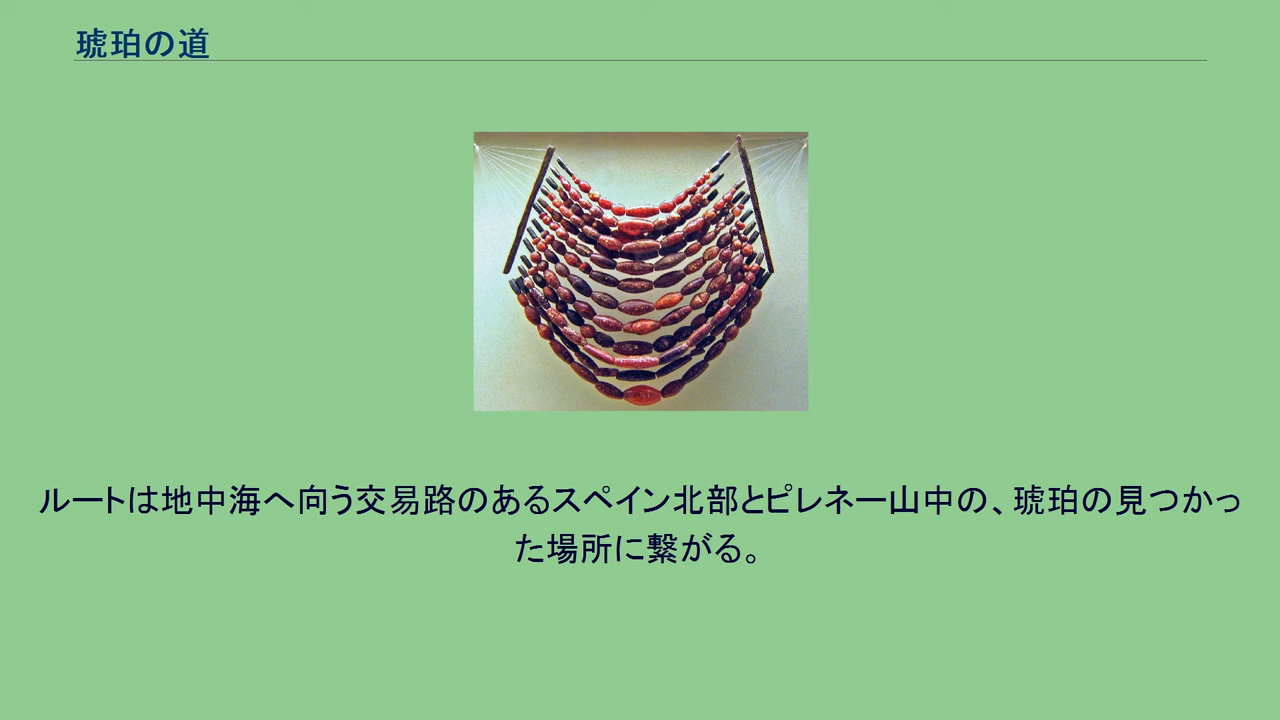 琥珀の道
ルートは地中海へ向う交易路のあるスペイン北部とピレネー山中の、琥珀の見つかっ
た場所に繋がる。